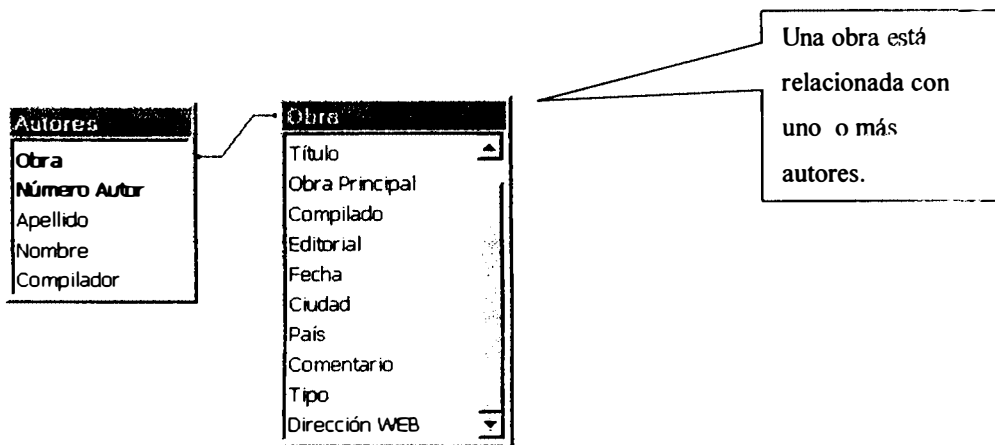 Autores
Obra
Número Autor
Apellido
Nombre
Compilador
Obra
Título
Obra Principal
Compilado
Editorial
Fecha
Ciudad
País
Comentario
Tipo
Dirección WEB
Una obra está
relacionada con
uno o más
autores.